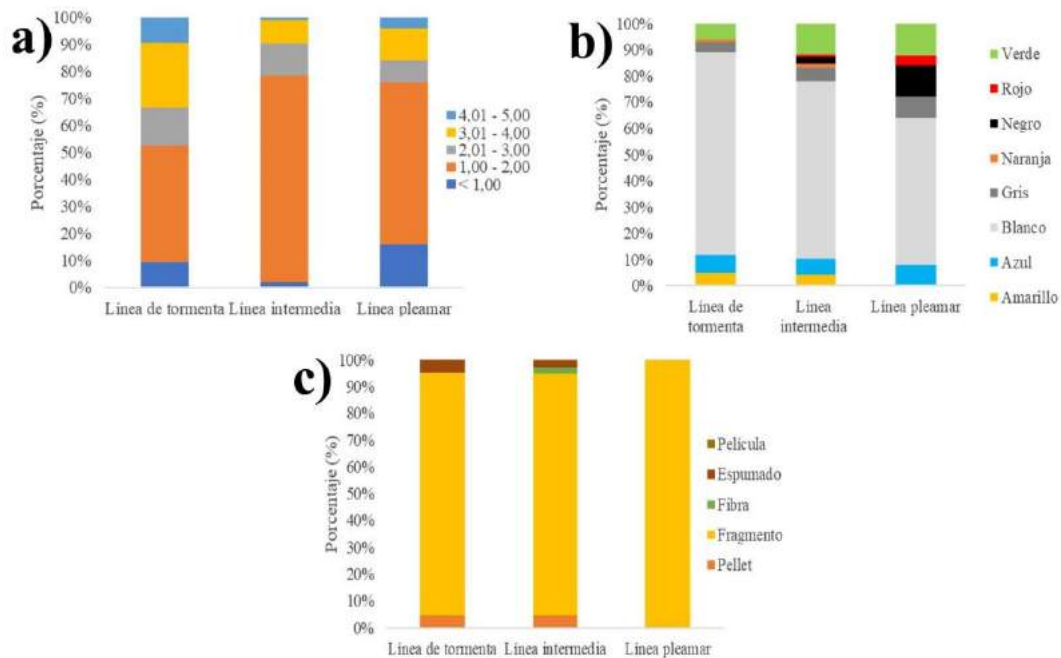 a)
Porcentaje (%)
100%
90%
80%
70%
60%
50%
40%
30%
20%
10%
0%
Línea de tormenta
Línea intermedia
Línea pleamar
4,01 - 5,00
3,01 - 4,00
2,01 - 3,00
1,00 - 2,00
< 1,00
b)
Porcentaje (%)
100%
90%
80%
70%
60%
50%
40%
30%
20%
10%
0%
Línea de
tormenta
Línea
intermedia
Línea pleamar
Verde
Rojo
Negro
Naranja
Gris
Blanco
Azul
Amarillo
c)
Porcentaje (%)
100%
90%
80%
70%
60%
50%
40%
30%
20%
10%
0%
Línea de tormenta
Línea intermedia
Línea pleamar
Película
Espumado
Fibra
Fragmento
Pellet